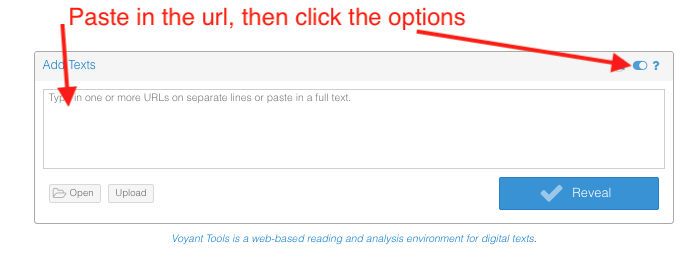 Paste in the url, then click the options
Add Texts
?
Type in one or more URLs on separate lines or paste in a full text.
Open
Upload
Reveal
Voyant Tools is a web-based reading and analysis environment for digital texts.